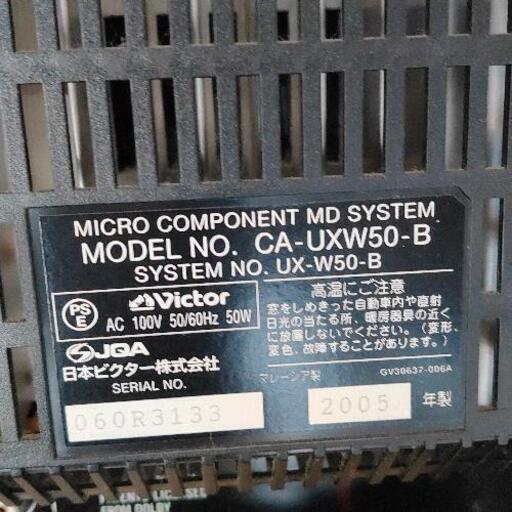 MICRO COMPONENT MD SYSTEM
MODEL NO. CA-UXW50-B
SYSTEM NO. UX-W50-B
PSE
Victor
AC 100V 50/60Hz 50W
JQA
日本ビクター株式会社
SERIAL NO.
060R3133
高温にご注意
窓をしめきった自動車内や直射
日光の当たる所、暖房器具の近く
に放置しないでください。(変形、
変色、故障することがあります。)
マレーシア製
GV30637-006A
2005 年製
FROM DOLBY